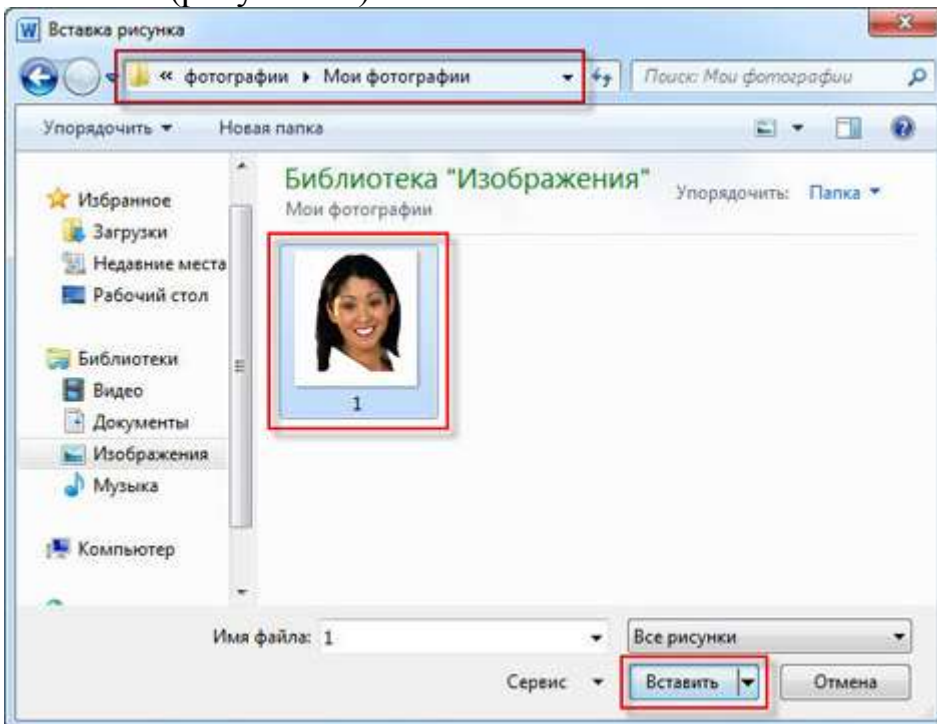 Вставка рисунка
« фотографии ▸ Мои фотографии
Поиск: Мои фотографии
Упорядочить
Новая папка
Избранное
Загрузки
Недавние места
Рабочий стол
Библиотеки
Видео
Документы
Изображения
Музыка
Компьютер
Библиотека "Изображения"
Мои фотографии
Упорядочить: Папка
1
Имя файла: 1
Все рисунки
Сервис
Вставить
Отмена